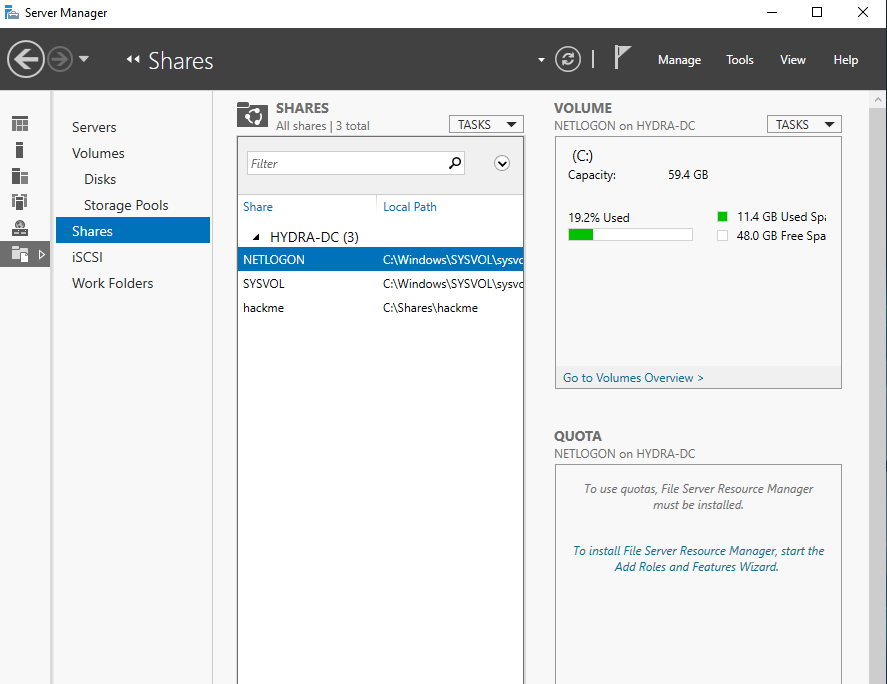 Server Manager
Shares
Manage Tools View Help
Servers
Volumes
Disks
Storage Pools
Shares
iSCSI
Work Folders
SHARES
All shares | 3 total
TASKS
Filter
Share Local Path
HYDRA-DC (3)
NETLOGON C:\Windows\SYSVOL\sysvo
SYSVOL C:\Windows\SYSVOL\sysvo
hackme C:\Shares\hackme
VOLUME
NETLOGON on HYDRA-DC
TASKS
(C:)
Capacity: 59.4 GB
19.2% Used
11.4 GB Used Spa
48.0 GB Free Spa
Go to Volumes Overview >
QUOTA
NETLOGON on HYDRA-DC
To use quotas, File Server Resource Manager
must be installed.
To install File Server Resource Manager, start the
Add Roles and Features Wizard.